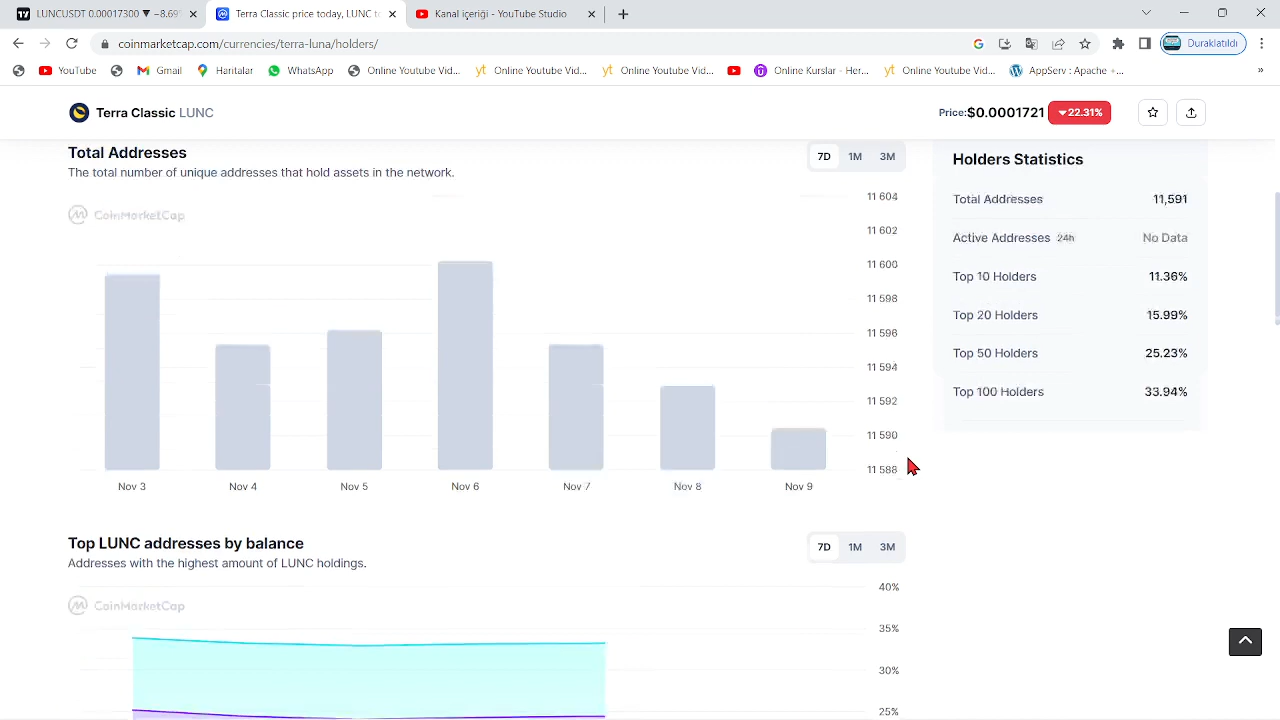 LUNCUSDT 0.00017300 ▼ −8.69
Terra Classic price today, LUNC to
Kanal içeriği - YouTube Studio
coinmarketcap.com/currencies/terra-luna/holders/
Duraklatıldı
YouTube
Gmail
Haritalar
WhatsApp
Online Youtube Vid...
Online Youtube Vid...
Online Youtube Vid...
Online Kurslar - Her...
Online Youtube Vid...
AppServ : Apache +...
»
Terra Classic LUNC
Price:$0.0001721 22.31%
Total Addresses
The total number of unique addresses that hold assets in the network.
7D 1M 3M
CoinMarketCap
11 604
11 602
11 600
11 598
11 596
11 594
11 592
11 590
11 588
Nov 3 Nov 4 Nov 5 Nov 6 Nov 7 Nov 8 Nov 9
Holders Statistics
Total Addresses 11,591
Active Addresses 24h No Data
Top 10 Holders 11.36%
Top 20 Holders 15.99%
Top 50 Holders 25.23%
Top 100 Holders 33.94%
Top LUNC addresses by balance
Addresses with the highest amount of LUNC holdings.
7D 1M 3M
CoinMarketCap
40%
35%
30%
25%